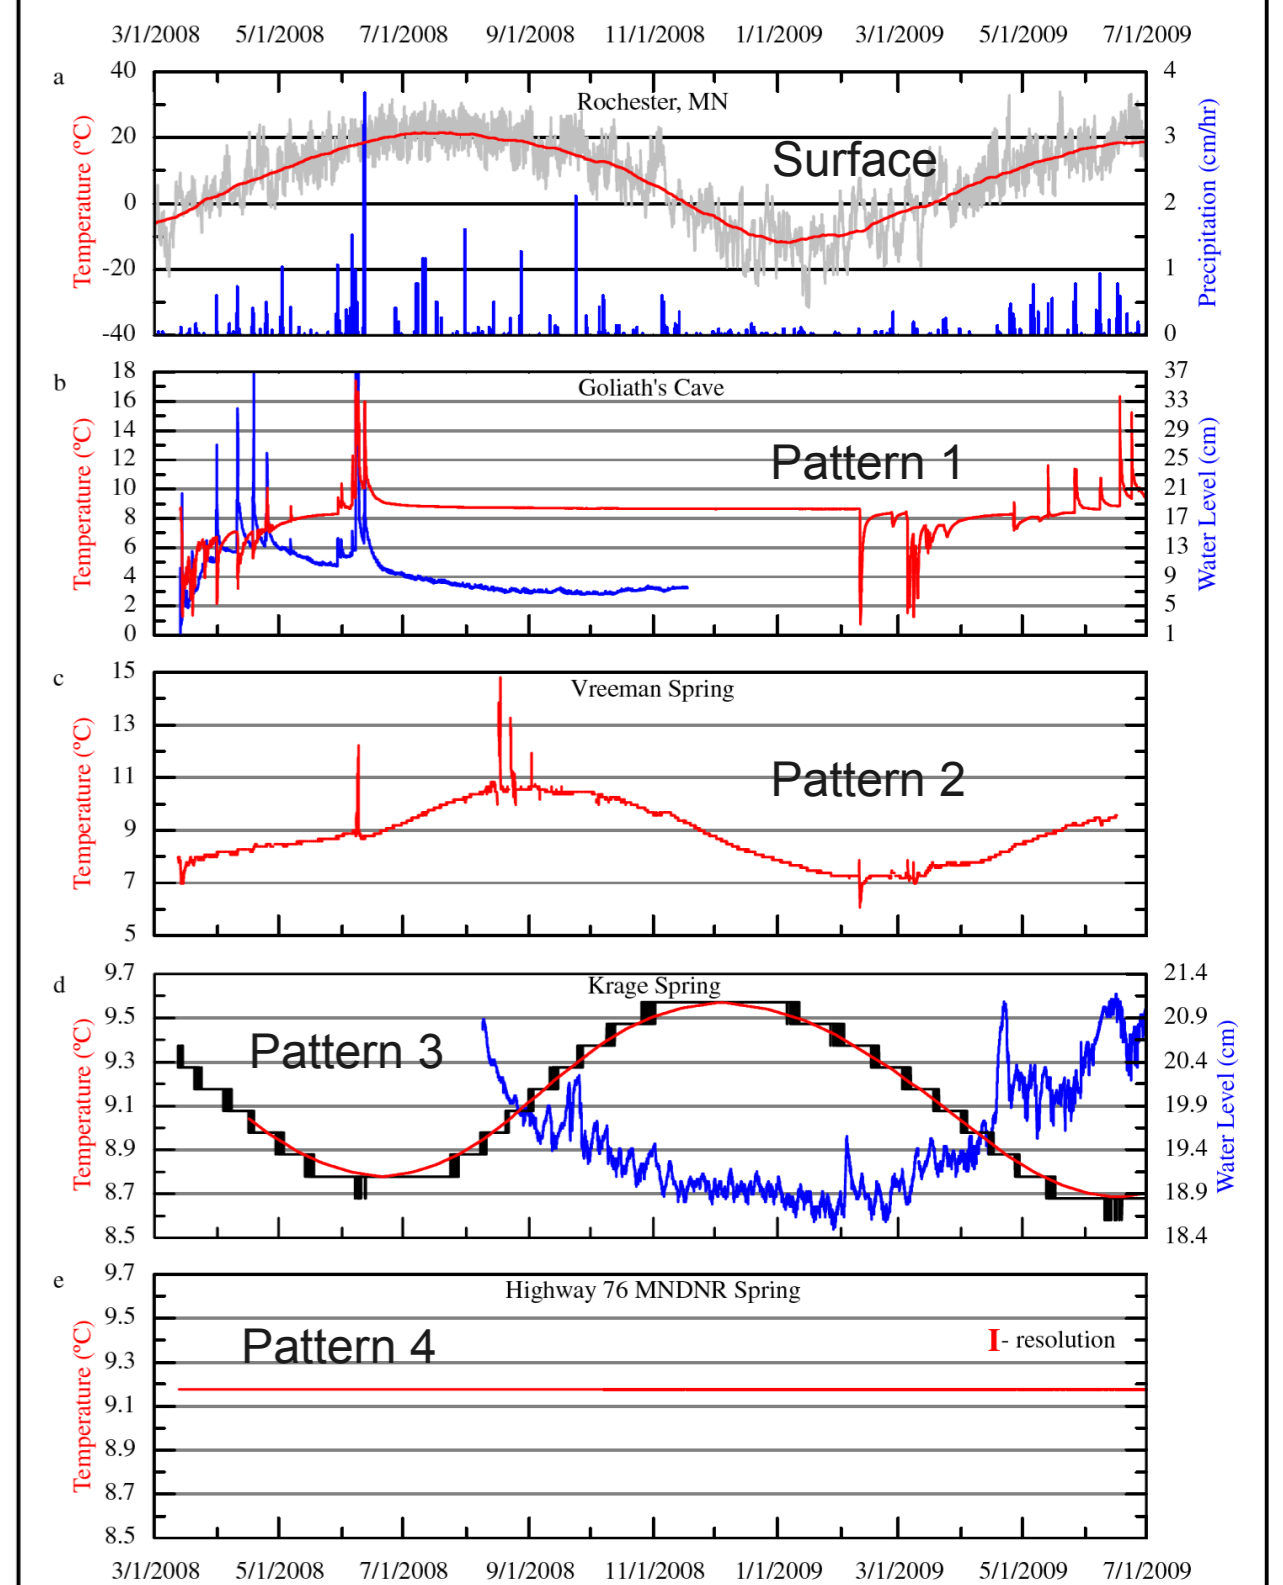 3/1/2008 5/1/2008 7/1/2008 9/1/2008 11/1/2008 1/1/2009 3/1/2009 5/1/2009 7/1/2009
a
Rochester, MN
Surface
Temperature (ºC)
40
20
0
-20
-40
Precipitation (cm/hr)
4
3
2
1
0
b
Goliath's Cave
Pattern 1
Temperature (ºC)
18
16
14
12
10
8
6
4
2
0
Water Level (cm)
37
33
29
25
21
17
13
9
5
1
c
Vreeman Spring
Pattern 2
Temperature (ºC)
15
13
11
9
7
5
d
Krage Spring
Pattern 3
Temperature (ºC)
9.7
9.5
9.3
9.1
8.9
8.7
8.5
Water Level (cm)
21.4
20.9
20.4
19.9
19.4
18.9
18.4
e
Highway 76 MNDNR Spring
Pattern 4
I - resolution
Temperature (ºC)
9.7
9.5
9.3
9.1
8.9
8.7
8.5
3/1/2008 5/1/2008 7/1/2008 9/1/2008 11/1/2008 1/1/2009 3/1/2009 5/1/2009 7/1/2009